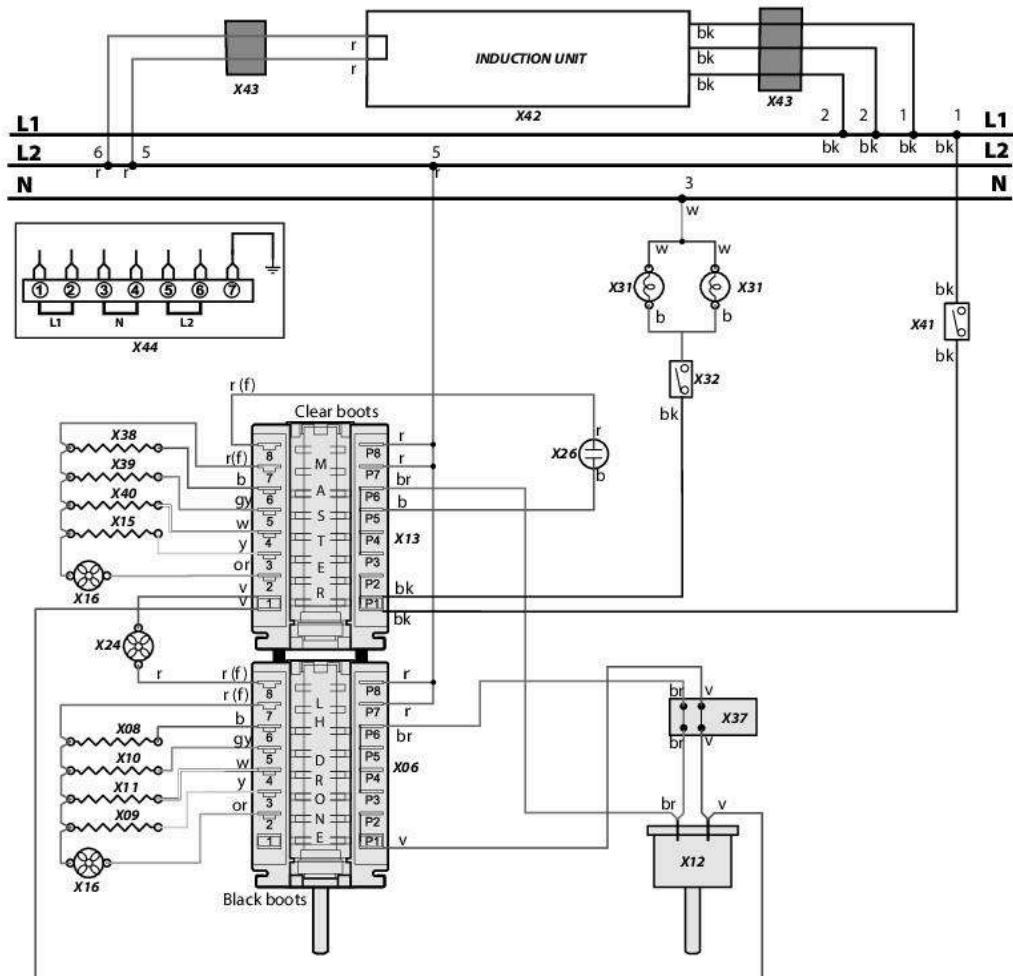 r
r
X43
INDUCTION UNIT
X42
bk
bk
bk
X43
L1
2
2
1
1
L1
bk
bk
bk
bk
L2
6
5
r
r
5
r
L2
N
3
w
N
1 2 3 4 5 6 7
L1 N L2
X44
w
w
X31
X31
b
b
X32
bk
bk
X41
bk
r (f)
Clear boots
MASTER
8
7
6
5
4
3
2
1
P8
P7
P6
P5
P4
P3
P2
P1
r(f)
b
gy
w
y
or
v
v
r
r
br
b
X13
bk
bk
X38
X39
X40
X15
X16
X26
r
b
X24
r
r (f)
r (f)
b
gy
w
y
or
LH DRONE
8
7
6
5
4
3
2
1
P8
P7
P6
P5
P4
P3
P2
P1
r
r
br
X06
v
X08
X10
X11
X09
X16
Black boots
br
v
X37
br
v
br
v
X12